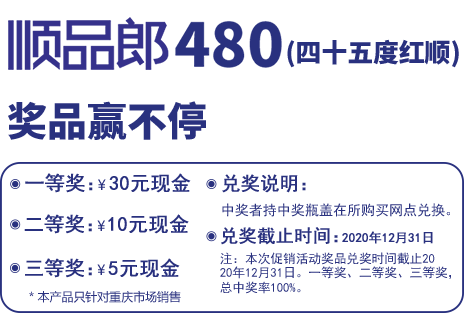 顺品郎480(四十五度红顺)
奖品赢不停
◉一等奖：¥30元现金
◉二等奖：¥10元现金
◉三等奖：¥5元现金
*本产品只针对重庆市场销售
◉兑奖说明：
中奖者持中奖瓶盖在所购买网点兑换。
◉兑奖截止时间：2020年12月31日
注：本次促销活动奖品兑奖时间截止20
20年12月31日。一等奖、二等奖、三等奖，
总中奖率100%。